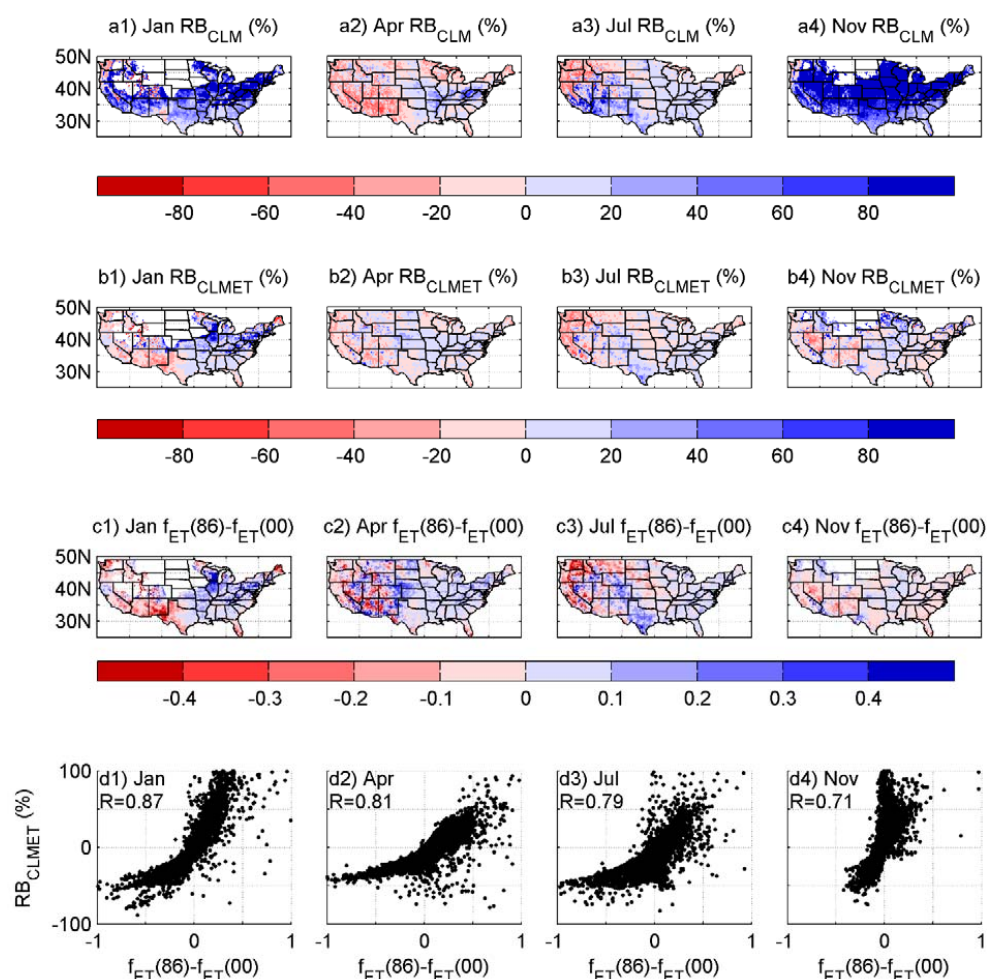 a1) Jan RB_CLM (%) a2) Apr RB_CLM (%) a3) Jul RB_CLM (%) a4) Nov RB_CLM (%)
50N
40N
30N
-80 -60 -40 -20 0 20 40 60 80
b1) Jan RB_CLMET (%) b2) Apr RB_CLMET (%) b3) Jul RB_CLMET (%) b4) Nov RB_CLMET (%)
50N
40N
30N
-80 -60 -40 -20 0 20 40 60 80
c1) Jan f_ET(86)-f_ET(00) c2) Apr f_ET(86)-f_ET(00) c3) Jul f_ET(86)-f_ET(00) c4) Nov f_ET(86)-f_ET(00)
50N
40N
30N
-0.4 -0.3 -0.2 -0.1 0 0.1 0.2 0.3 0.4
100 d1) Jan d2) Apr d3) Jul d4) Nov
R=0.87 R=0.81 R=0.79 R=0.71
RB_CLMET (%)
0
-100
-1 0 1 -1 0 1 -1 0 1 -1 0 1
f_ET(86)-f_ET(00) f_ET(86)-f_ET(00) f_ET(86)-f_ET(00) f_ET(86)-f_ET(00)